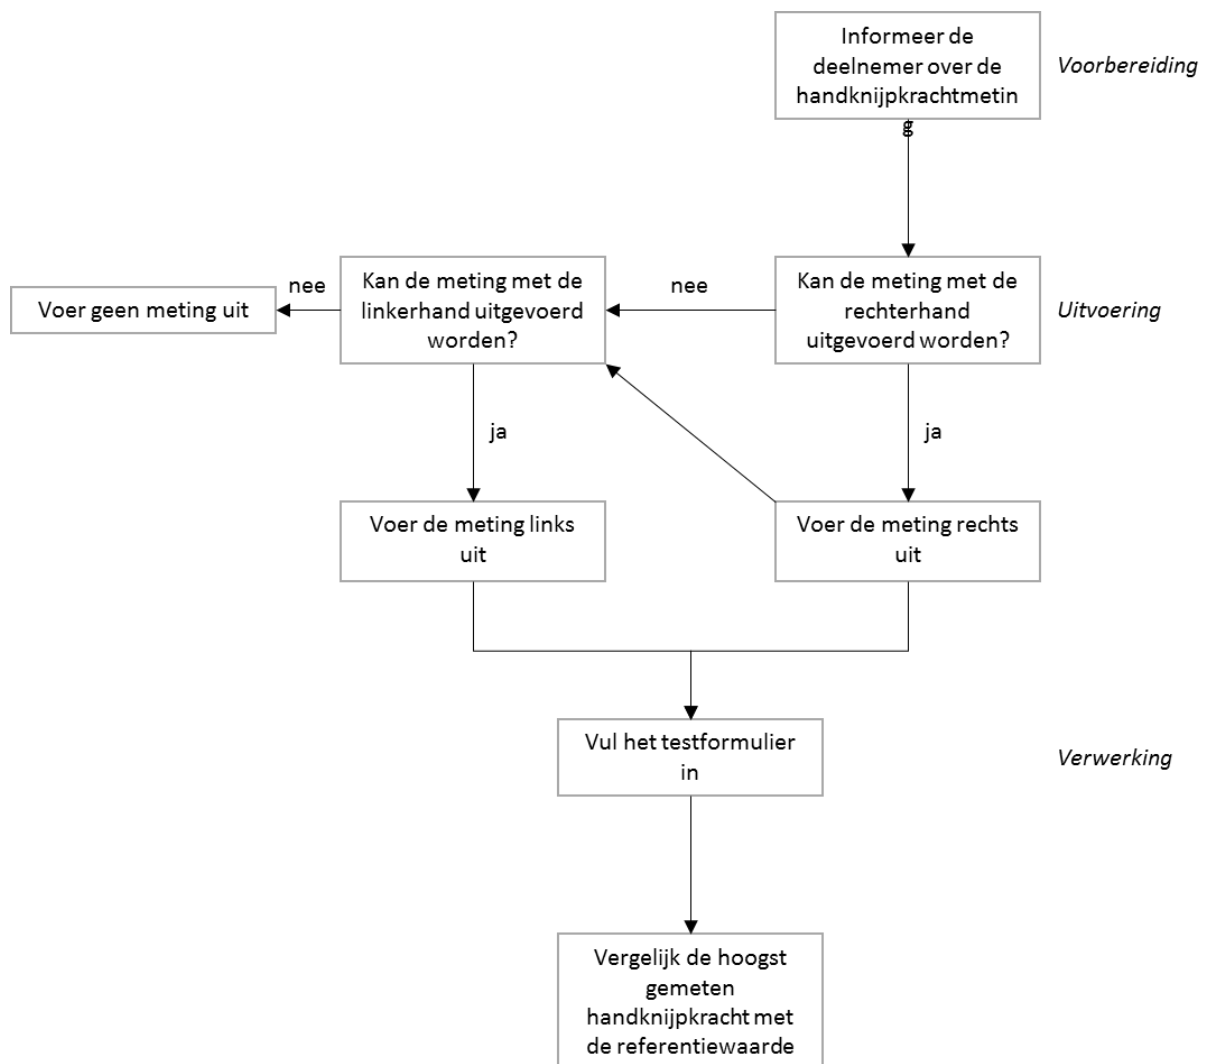 Informeer de
deelnemer over de
handknijpkrachtmetin
g
Voorbereiding
Voer geen meting uit
nee
Kan de meting met de
linkerhand uitgevoerd
worden?
nee
Kan de meting met de
rechterhand
uitgevoerd worden?
Uitvoering
ja
ja
Voer de meting links
uit
Voer de meting rechts
uit
Vul het testformulier
in
Verwerking
Vergelijk de hoogst
gemeten
handknijpkracht met
de referentiewaarde